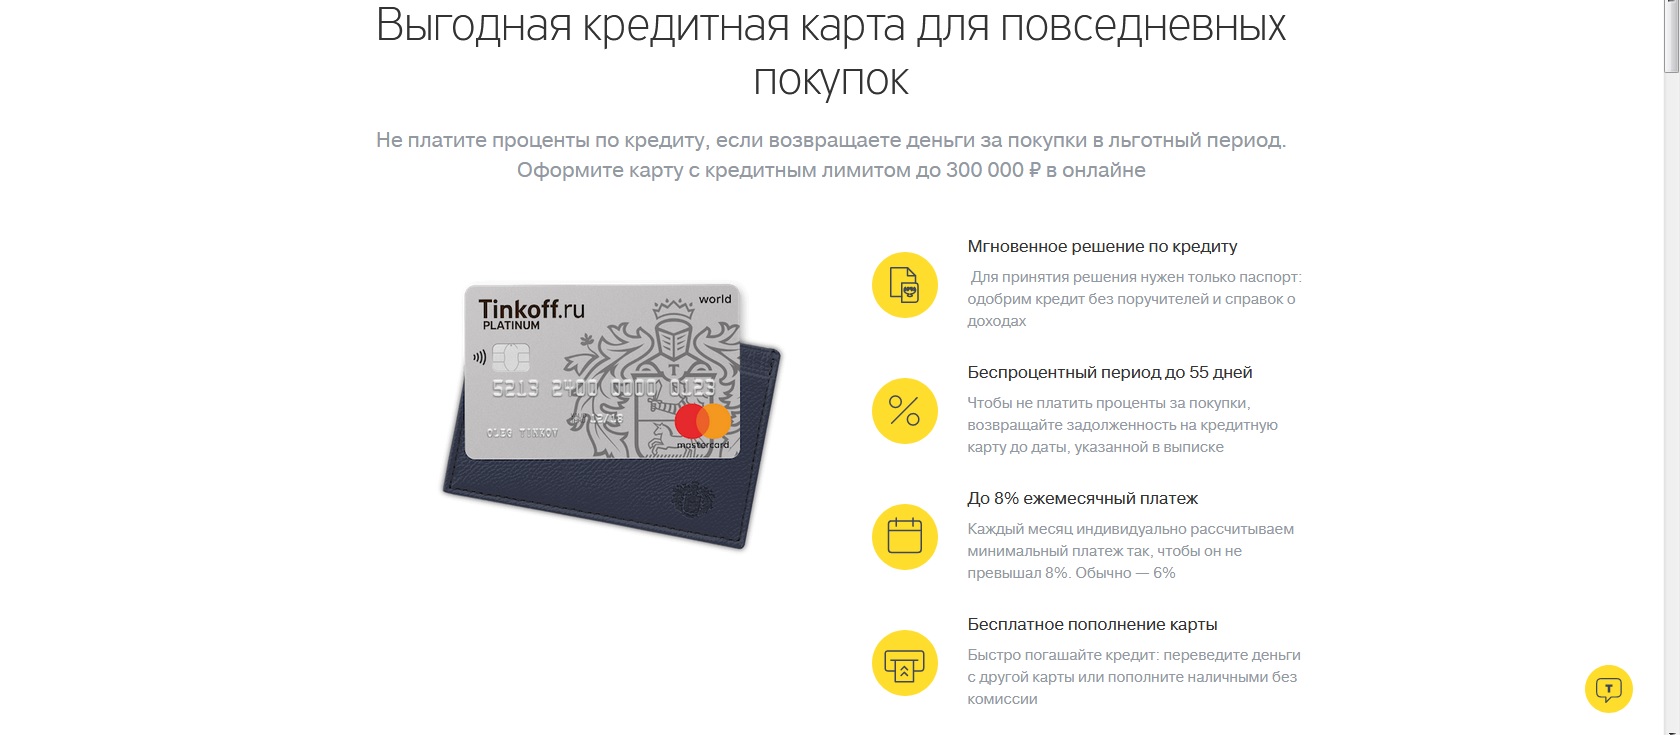 Выгодная кредитная карта для повседневных
покупок
Не платите проценты по кредиту, если возвращаете деньги за покупки в льготный период.
Оформите карту с кредитным лимитом до 300 000 ₽ в онлайне
Tinkoff.ru
PLATINUM
world
5213 2400 0000 0123
OLEG TINKOV
mastercard
Мгновенное решение по кредиту
Для принятия решения нужен только паспорт:
одобрим кредит без поручителей и справок о
доходах
Беспроцентный период до 55 дней
Чтобы не платить проценты за покупки,
возвращайте задолженность на кредитную
карту до даты, указанной в выписке
До 8% ежемесячный платеж
Каждый месяц индивидуально рассчитываем
минимальный платеж так, чтобы он не
превышал 8%. Обычно — 6%
Бесплатное пополнение карты
Быстро погашайте кредит: переведите деньги
с другой карты или пополните наличными без
комиссии
T